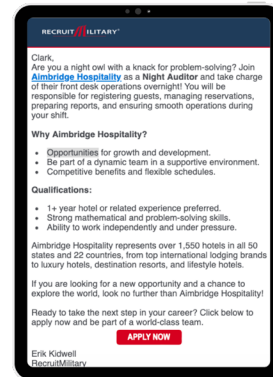 RECRUITMILITARY
Clark,
Are you a night owl with a knack for problem-solving? Join
Aimbridge Hospitality as a Night Auditor and take charge
of their front desk operations overnight! You will be
responsible for registering guests, managing reservations,
preparing reports, and ensuring smooth operations during
your shift.
Why Aimbridge Hospitality?
• Opportunities for growth and development.
• Be part of a dynamic team in a supportive environment.
• Competitive benefits and flexible schedules.
Qualifications:
• 1+ year hotel or related experience preferred.
• Strong mathematical and problem-solving skills.
• Ability to work independently and under pressure.
Aimbridge Hospitality represents over 1,550 hotels in all 50
states and 22 countries, from top international lodging brands
to luxury hotels, destination resorts, and lifestyle hotels.
If you are looking for a new opportunity and a chance to
explore the world, look no further than Aimbridge Hospitality!
Ready to take the next step in your career? Click below to
apply now and be part of a world-class team.
APPLY NOW
Erik Kidwell
RecruitMilitary